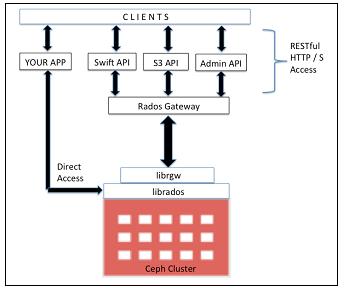 CLIENTS
YOUR APP
Swift API
S3 API
Admin API
RESTful
HTTP / S
Access
Rados Gateway
Direct
Access
librgw
librados
Ceph Cluster